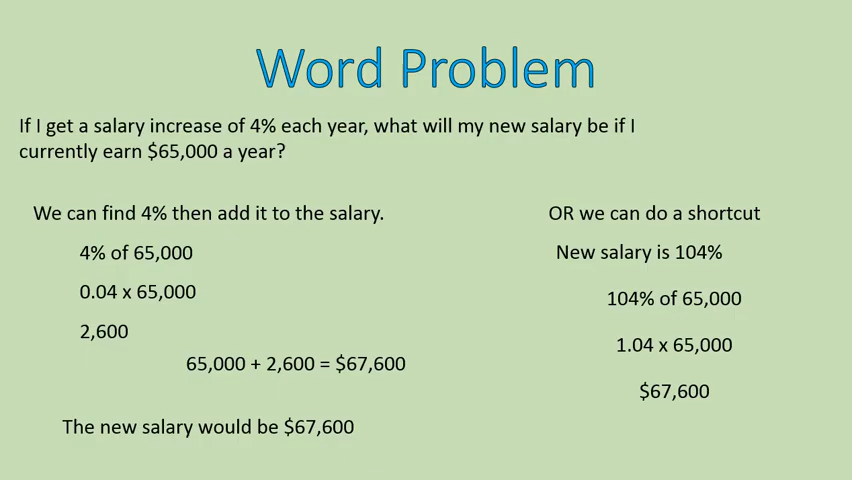 Word Problem
If I get a salary increase of 4% each year, what will my new salary be if I
currently earn $65,000 a year?
We can find 4% then add it to the salary.
4% of 65,000
0.04 x 65,000
2,600
65,000 + 2,600 = $67,600
The new salary would be $67,600
OR we can do a shortcut
New salary is 104%
104% of 65,000
1.04 x 65,000
$67,600